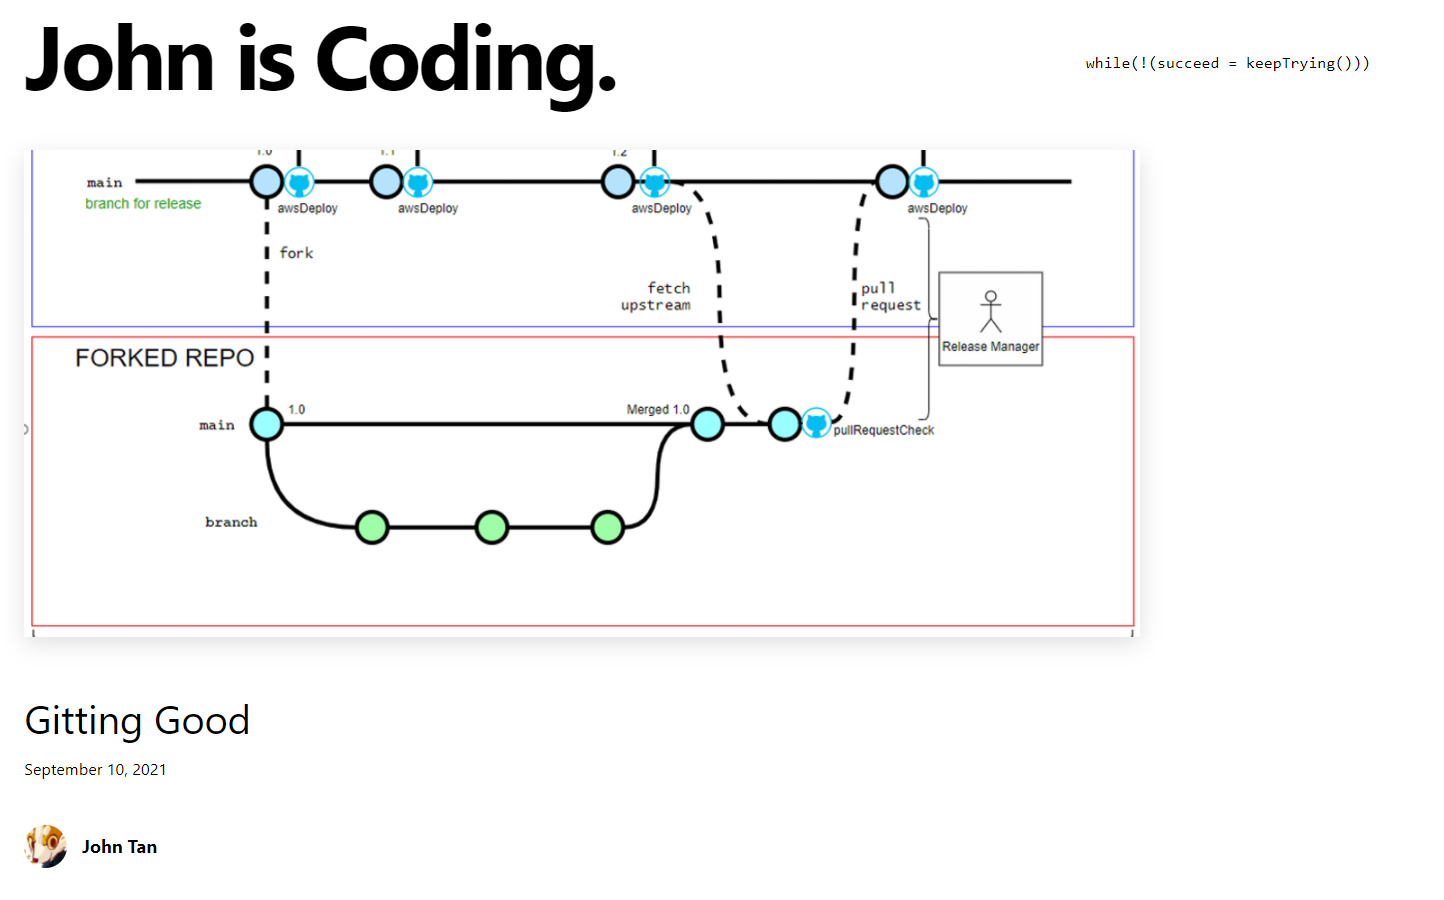 John is Coding.
while(!(succeed = keepTrying()))
1.0
1.1
1.2
main
branch for release
awsDeploy
awsDeploy
awsDeploy
awsDeploy
fork
fetch
upstream
pull
request
Release Manager
FORKED REPO
1.0
Merged 1.0
main
pullRequestCheck
branch
Gitting Good
September 10, 2021
John Tan